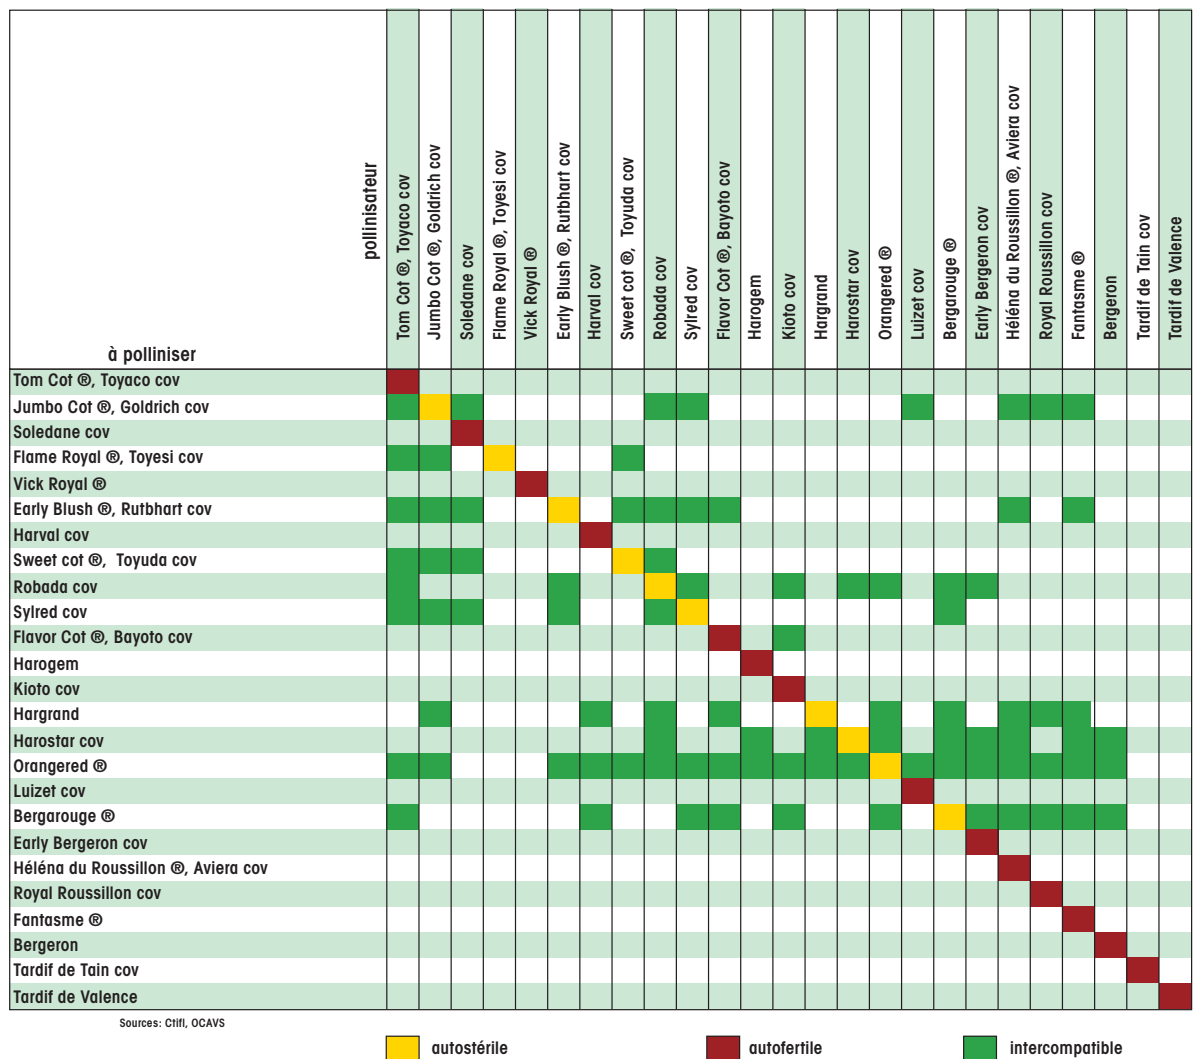 pollinisateur
Tom Cot ®, Toyaco cov
Jumbo Cot ®, Goldrich cov
Soledane cov
Flame Royal ®, Toyesi cov
Vick Royal ®
Early Blush ®, Rutbhart cov
Harval cov
Sweet cot ®, Toyuda cov
Robada cov
Sylred cov
Flavor Cot ®, Bayoto cov
Harogem
Kioto cov
Hargrand
Harostar cov
Orangered ®
Luizet cov
Bergarouge ®
Early Bergeron cov
Héléna du Roussillon ®, Aviera cov
Royal Roussillon cov
Fantasme ®
Bergeron
Tardif de Tain cov
Tardif de Valence
à polliniser
Tom Cot ®, Toyaco cov
Jumbo Cot ®, Goldrich cov
Soledane cov
Flame Royal ®, Toyesi cov
Vick Royal ®
Early Blush ®, Rutbhart cov
Harval cov
Sweet cot ®, Toyuda cov
Robada cov
Sylred cov
Flavor Cot ®, Bayoto cov
Harogem
Kioto cov
Hargrand
Harostar cov
Orangered ®
Luizet cov
Bergarouge ®
Early Bergeron cov
Héléna du Roussillon ®, Aviera cov
Royal Roussillon cov
Fantasme ®
Bergeron
Tardif de Tain cov
Tardif de Valence
Sources: Ctifl, OCAVS
autostérile
autofertile
intercompatible